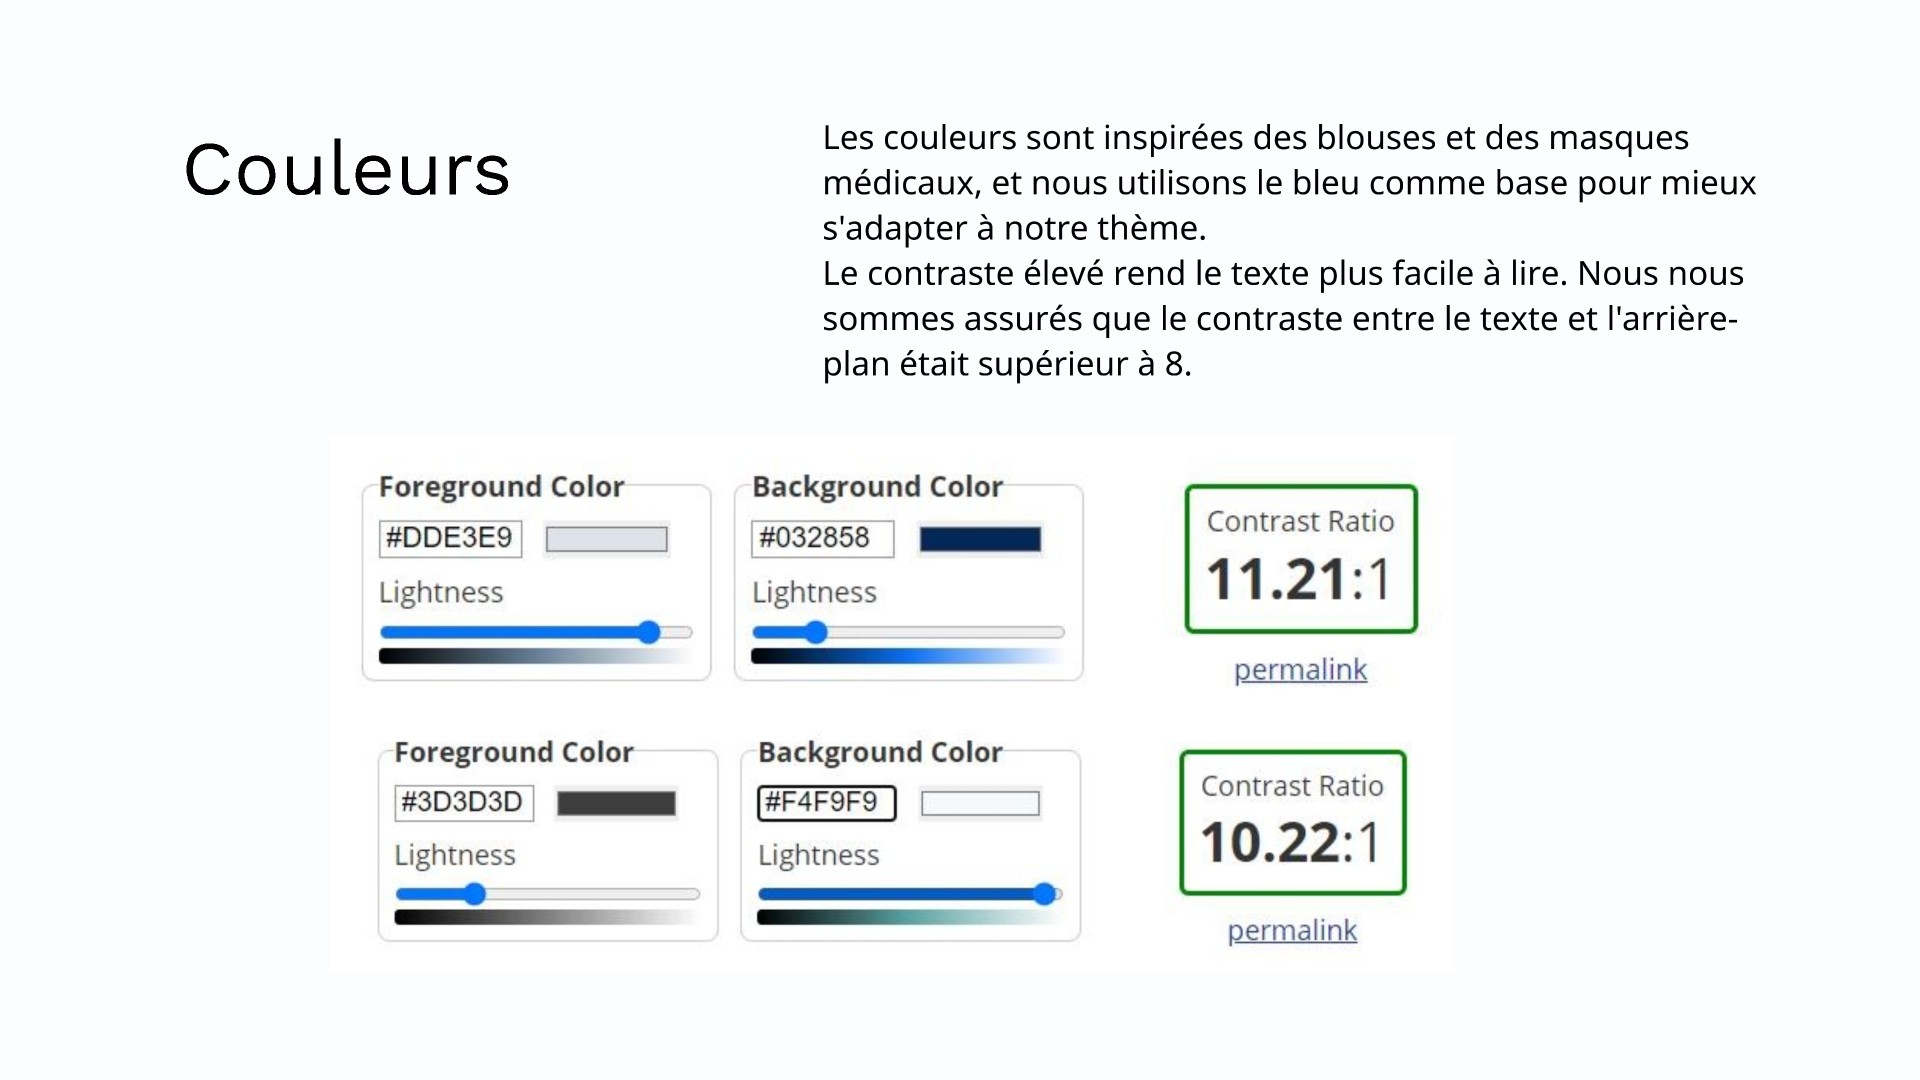 Couleurs
Les couleurs sont inspirées des blouses et des masques
médicaux, et nous utilisons le bleu comme base pour mieux
s'adapter à notre thème.
Le contraste élevé rend le texte plus facile à lire. Nous nous
sommes assurés que le contraste entre le texte et l'arrière-
plan était supérieur à 8.
Foreground Color
#DDE3E9
Lightness
Background Color
#032858
Lightness
Contrast Ratio
11.21:1
permalink
Foreground Color
#3D3D3D
Lightness
Background Color
#F4F9F9
Lightness
Contrast Ratio
10.22:1
permalink